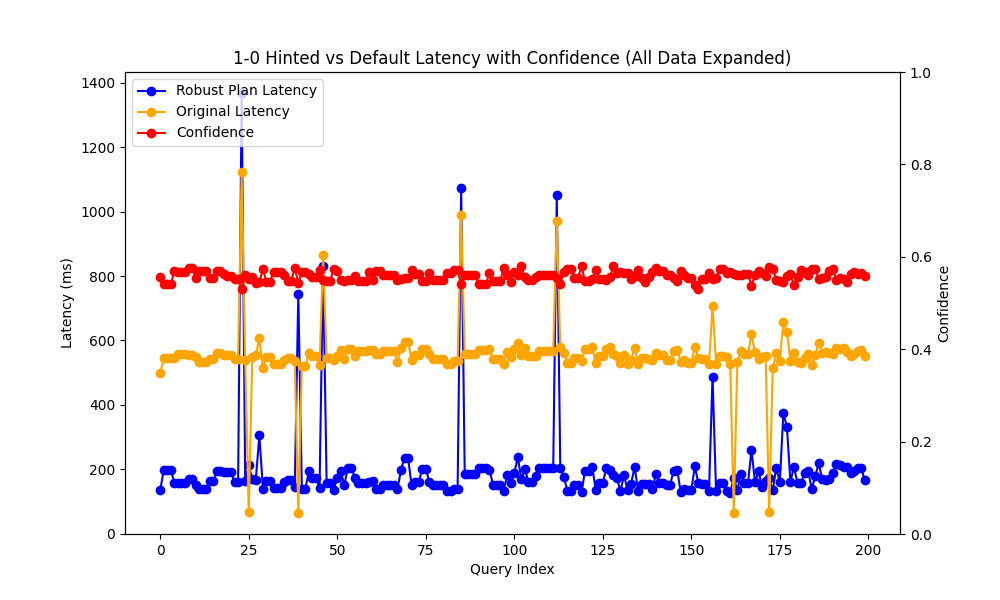 1-0 Hinted vs Default Latency with Confidence (All Data Expanded)
Robust Plan Latency
Original Latency
Confidence
Latency (ms)
1400
1200
1000
800
600
400
200
0
1.0
0.8
0.6
0.4
0.2
0.0
Confidence
0 25 50 75 100 125 150 175 200
Query Index